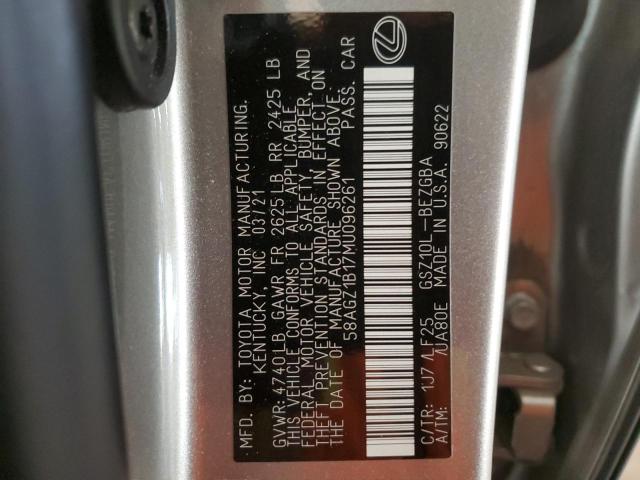 MFD. BY: TOYOTA MOTOR MANUFACTURING.
KENTUCKY, INC 03/21
GVWR: 4740LB GAWR FR 2625LB RR 2425 LB
THIS VEHICLE CONFORMS TO ALL APPLICABLE
FEDERAL MOTOR VEHICLE SAFETY, BUMPER, AND
THEFT PREVENTION STANDARDS IN EFFECT ON
THE DATE OF MANUFACTURE SHOWN ABOVE.
58AGZ1B17MU096261 PASS. CAR
C/TR: 1J7 /LF25 GSZ10L-BEZGBA
A/TM: /UA80E MADE IN U.S.A. 90622